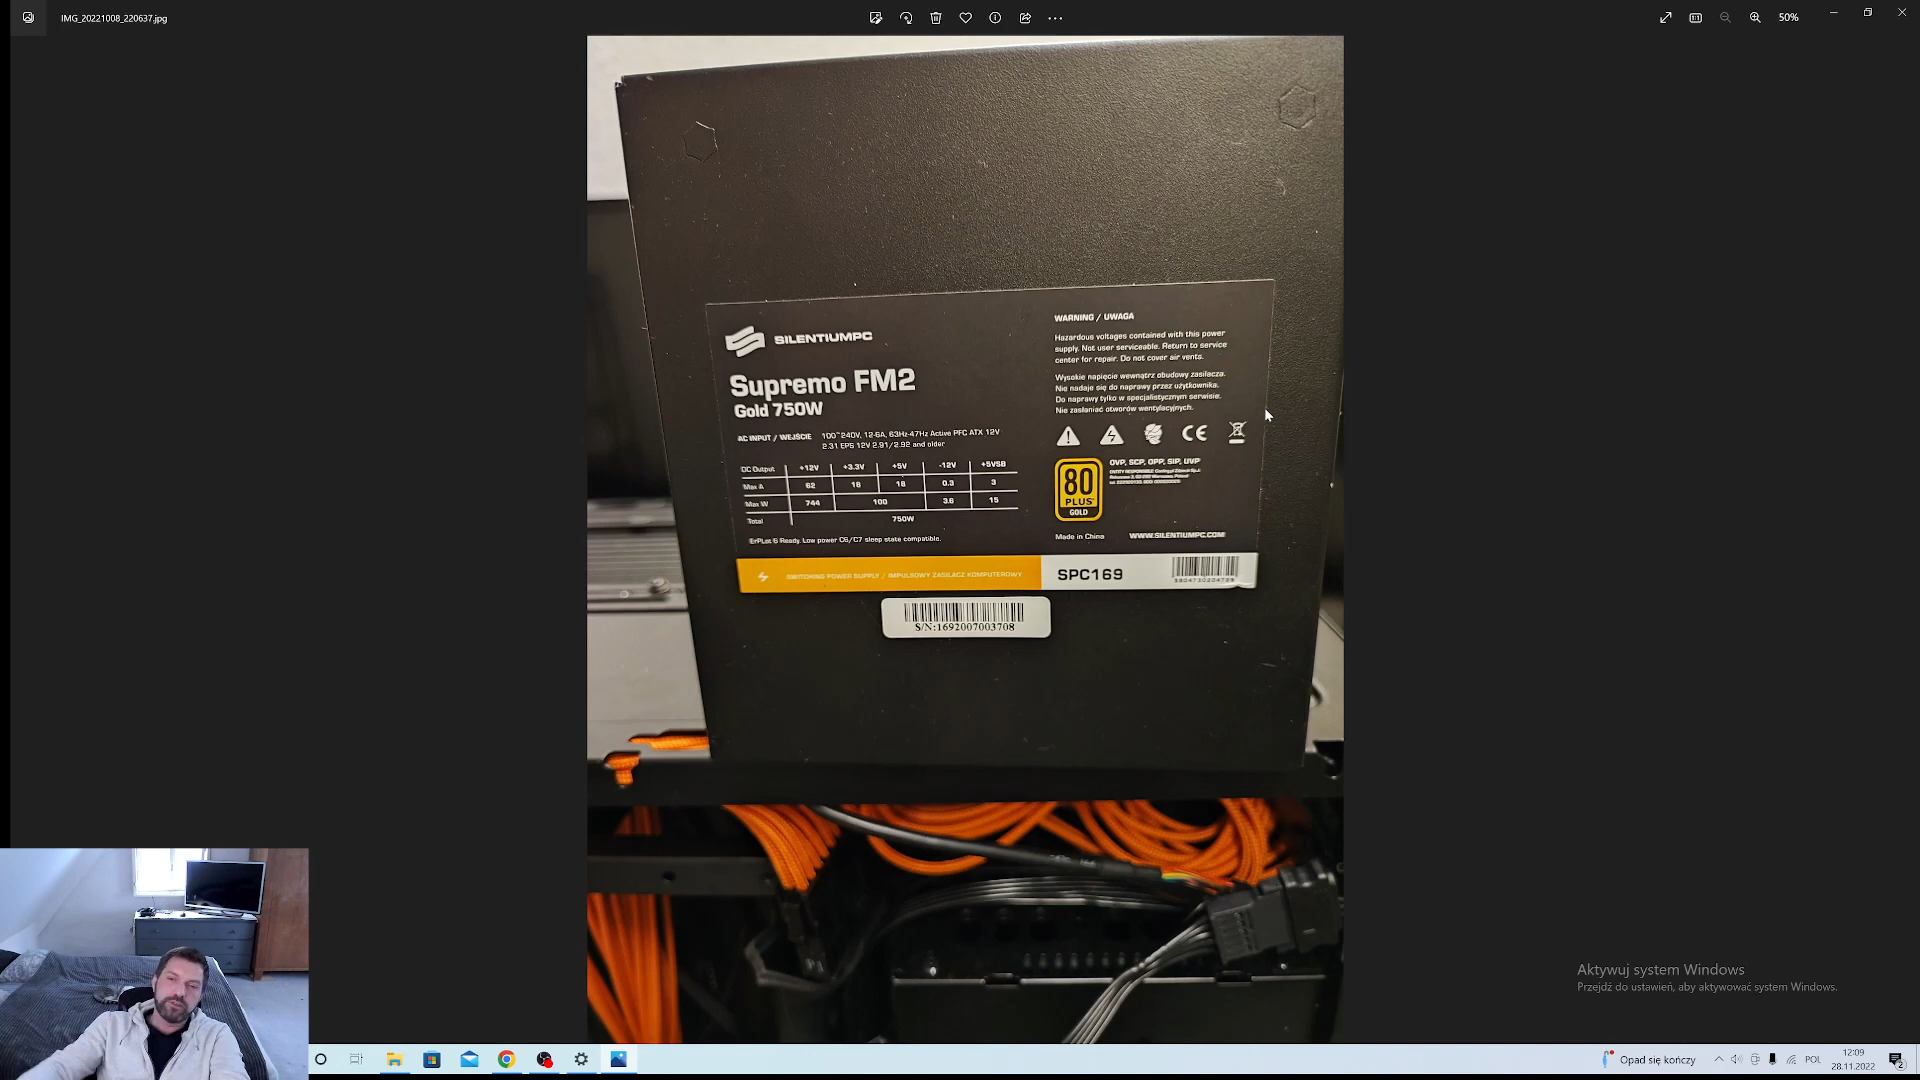 IMG_20221008_220637.jpg
50%
SILENTIUMPC
Supremo FM2
Gold 750W
AC INPUT / WEJŚCIE 100~240V, 12-6A, 63Hz-47Hz Active PFC ATX 12V
2.31 EPS 12V 2.91/2.92 and older
DC Output +12V +3.3V +5V -12V +5VSB
Max A 62 18 18 0.3 3
Max W 744 100 3.6 15
Total 750W
ErPLot 6 Ready. Low power C6/C7 sleep state compatible.
SWITCHING POWER SUPPLY / IMPULSOWY ZASILACZ KOMPUTEROWY
WARNING / UWAGA
Hazardous voltages contained with this power
supply. Not user serviceable. Return to service
center for repair. Do not cover air vents.
Wysokie napięcie wewnątrz obudowy zasilacza.
Nie nadaje się do naprawy przez użytkownika.
Do naprawy tylko w specjalistycznym serwisie.
Nie zasłaniać otworów wentylacyjnych.
CE
80
PLUS
GOLD
OVP, SCP, OPP, SIP, UVP
Made in China WWW.SILENTIUMPC.COM
SPC169
S/N:1692007003708
Aktywuj system Windows
Przejdź do ustawień, aby aktywować system Windows.
Opad się kończy
POL
12:09
28.11.2022
2